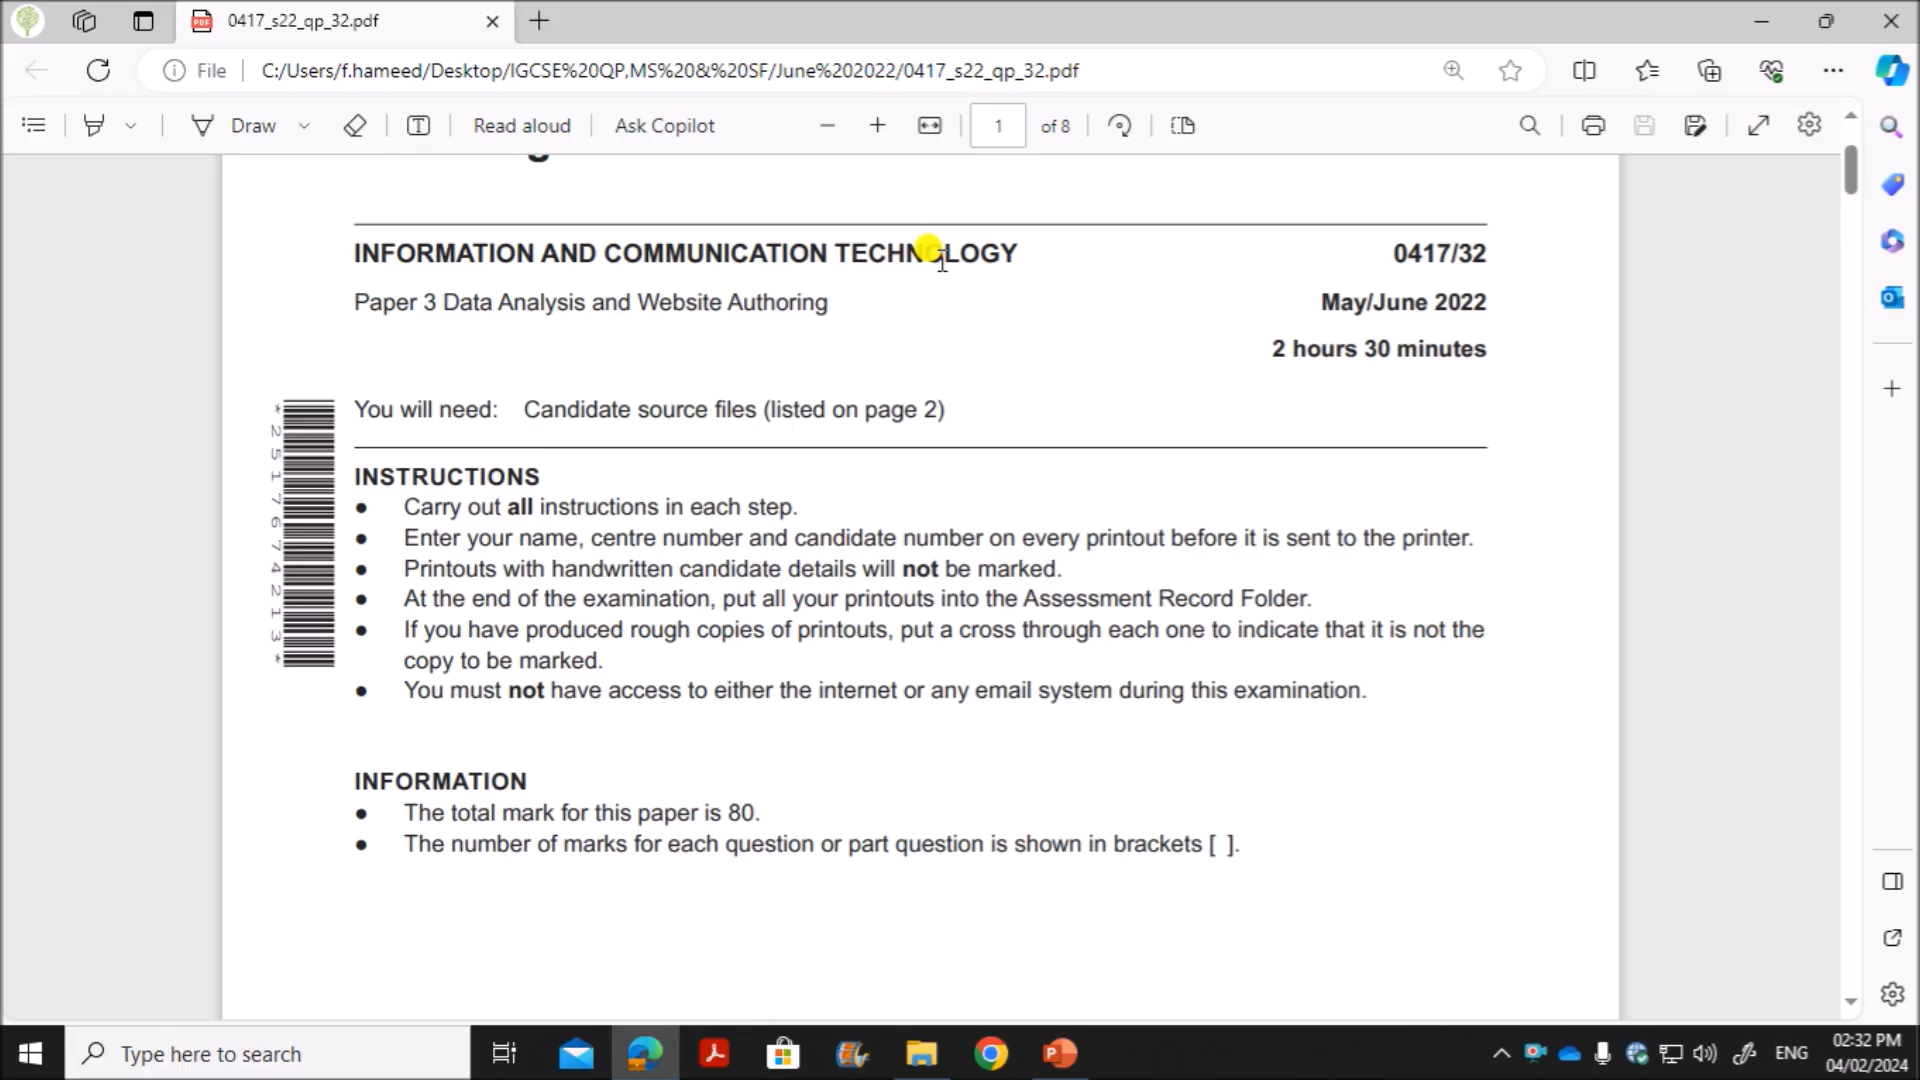 0417_s22_qp_32.pdf
File
C:/Users/f.hameed/Desktop/IGCSE%20QP,MS%20&%20SF/June%202022/0417_s22_qp_32.pdf
Draw
Read aloud
Ask Copilot
1
of 8
INFORMATION AND COMMUNICATION TECHNOLOGY 0417/32
Paper 3 Data Analysis and Website Authoring May/June 2022
2 hours 30 minutes
You will need: Candidate source files (listed on page 2)
*2517674213*
INSTRUCTIONS
● Carry out all instructions in each step.
● Enter your name, centre number and candidate number on every printout before it is sent to the printer.
● Printouts with handwritten candidate details will not be marked.
● At the end of the examination, put all your printouts into the Assessment Record Folder.
● If you have produced rough copies of printouts, put a cross through each one to indicate that it is not the
copy to be marked.
● You must not have access to either the internet or any email system during this examination.
INFORMATION
● The total mark for this paper is 80.
● The number of marks for each question or part question is shown in brackets [ ].
Type here to search
ENG
02:32 PM
04/02/2024